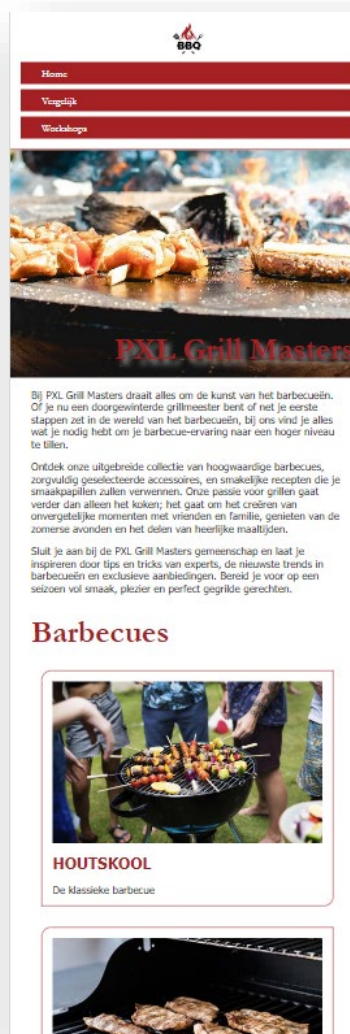 BBQ
Home
Vergelijk
Workshops
PXL Grill Masters
Bij PXL Grill Masters draait alles om de kunst van het barbecueën.
Of je nu een doorgewinterde grillmeester bent of net je eerste
stappen zet in de wereld van het barbecueën, bij ons vind je alles
wat je nodig hebt om je barbecue-ervaring naar een hoger niveau
te tillen.
Ontdek onze uitgebreide collectie van hoogwaardige barbecues,
zorgvuldig geselecteerde accessoires, en smakelijke recepten die je
smaakpapillen zullen verwennen. Onze passie voor grillen gaat
verder dan alleen het koken; het gaat om het creëren van
onvergetelijke momenten met vrienden en familie, genieten van de
zomerse avonden en het delen van heerlijke maaltijden.
Sluit je aan bij de PXL Grill Masters gemeenschap en laat je
inspireren door tips en tricks van experts, de nieuwste trends in
barbecueën en exclusieve aanbiedingen. Bereid je voor op een
seizoen vol smaak, plezier en perfect gegrilde gerechten.
Barbecues
HOUTSKOOL
De klassieke barbecue